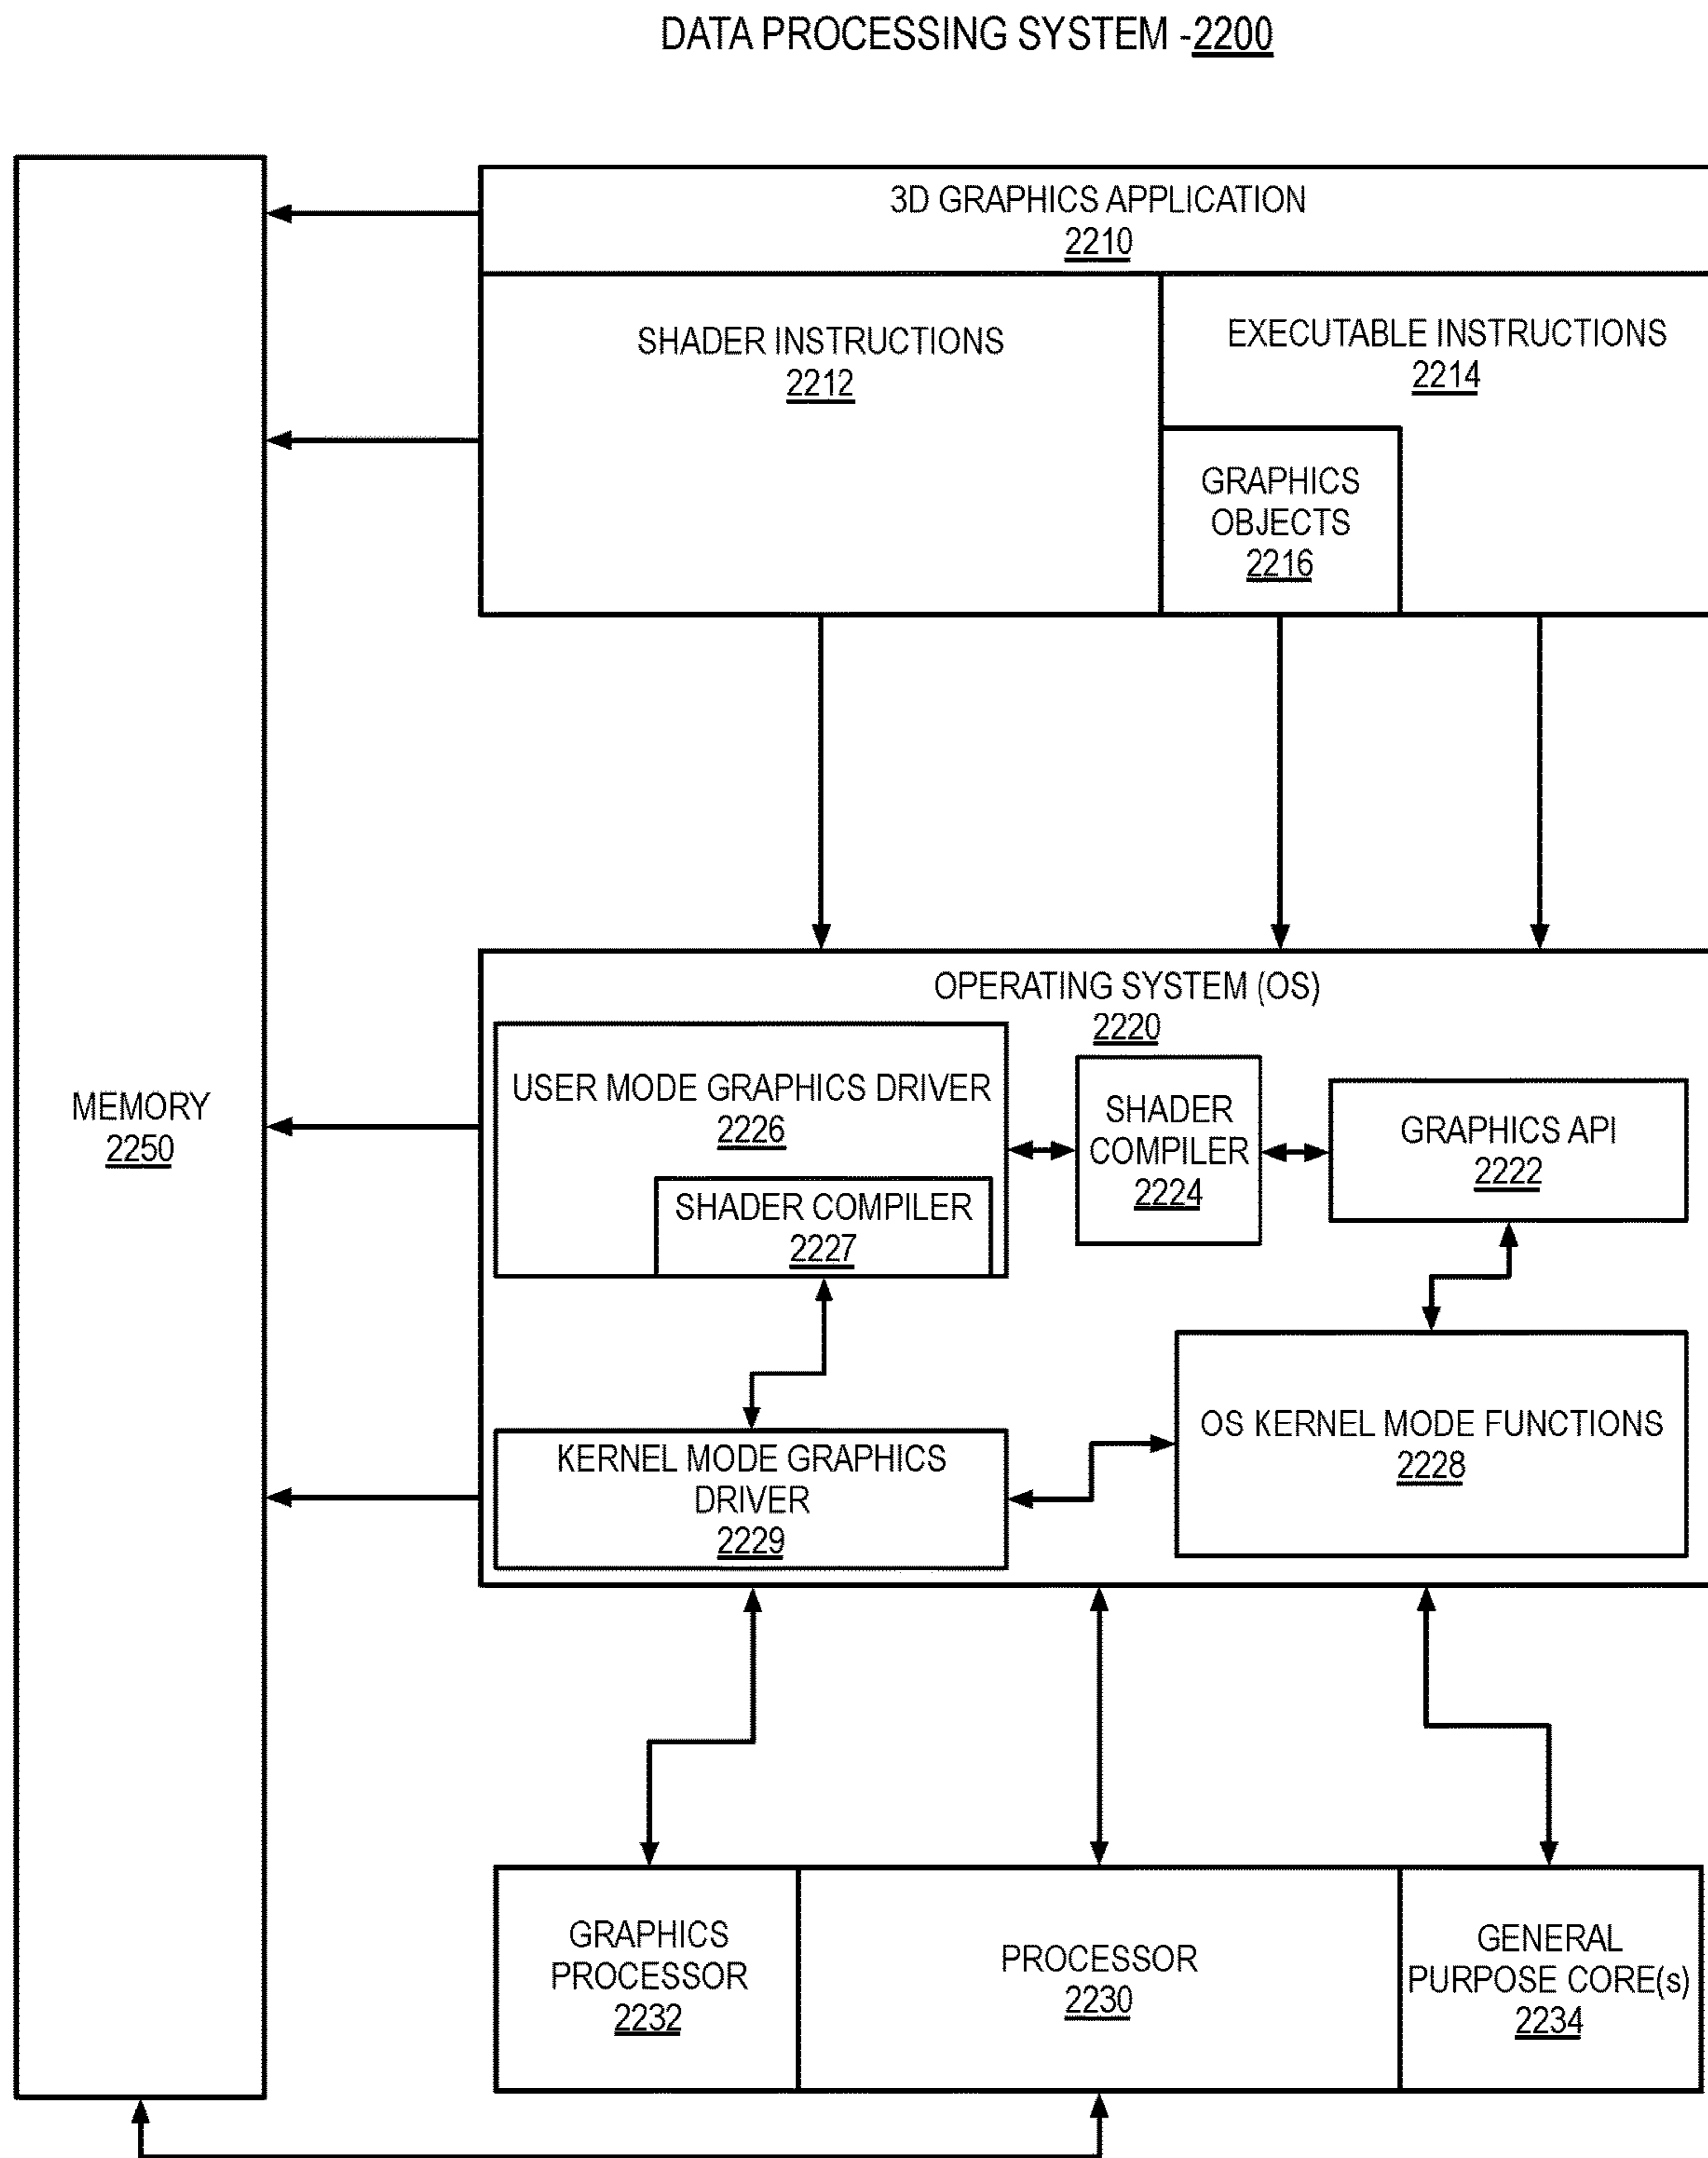 DATA PROCESSING SYSTEM -2200
3D GRAPHICS APPLICATION
2210
SHADER INSTRUCTIONS
2212
EXECUTABLE INSTRUCTIONS
2214
GRAPHICS
OBJECTS
2216
MEMORY
2250
OPERATING SYSTEM (OS)
2220
USER MODE GRAPHICS DRIVER
2226
SHADER COMPILER
2227
SHADER
COMPILER
2224
GRAPHICS API
2222
KERNEL MODE GRAPHICS
DRIVER
2229
OS KERNEL MODE FUNCTIONS
2228
GRAPHICS
PROCESSOR
2232
PROCESSOR
2230
GENERAL
PURPOSE CORE(s)
2234